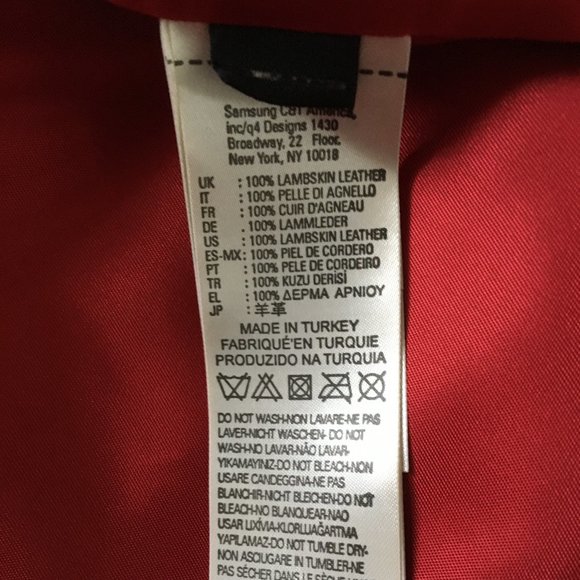 Samsung C&T America
inc/q4 Designs 1430
Broadway, 22 Floor.
New York, NY 10018
UK : 100% LAMBSKIN LEATHER
IT : 100% PELLE DI AGNELLO
FR : 100% CUIR D'AGNEAU
DE : 100% LAMMLEDER
US : 100% LAMBSKIN LEATHER
ES-MX: 100% PIEL DE CORDERO
PT : 100% PELE DE CORDEIRO
TR : 100% KUZU DERİSİ
EL : 100% ΔΕΡΜΑ ΑΡΝΙΟΥ
JP : 羊革
MADE IN TURKEY
FABRIQUÉ'EN TURQUIE
PRODUZIDO NA TURQUIA
DO NOT WASH-NON LAVARE-NE PAS
LAVER-NICHT WASCHEN- DO NOT
WASH-NO LAVAR-NÃO LAVAR-
YIKAMAYINIZ-DO NOT BLEACH-NON
USARE CANDEGGINA-NE PAS
BLANCHIR-NICHT BLEICHEN-DO NOT
BLEACH-NO BLANQUEAR-NAO
USAR LIXÍVIA-KLORLUAĞARTMA
YAPILAMAZ-DO NOT TUMBLE DRY-
NON ASCIUGARE IN TUMBLER-NE
PAS SÉCHER DANS LE SÈCHE